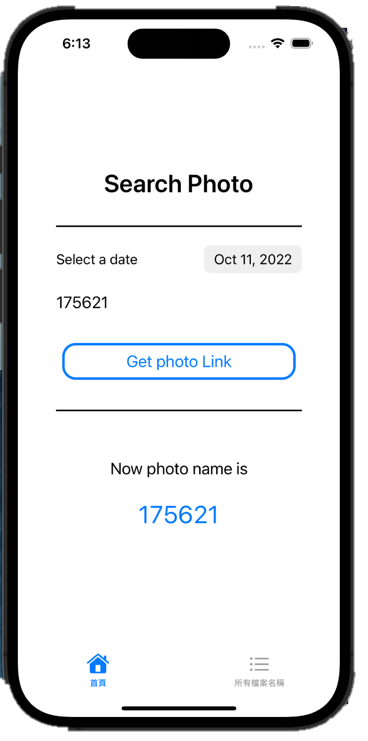 6:13
Search Photo
Select a date
Oct 11, 2022
175621
Get photo Link
Now photo name is
175621
首頁
所有檔案名稱